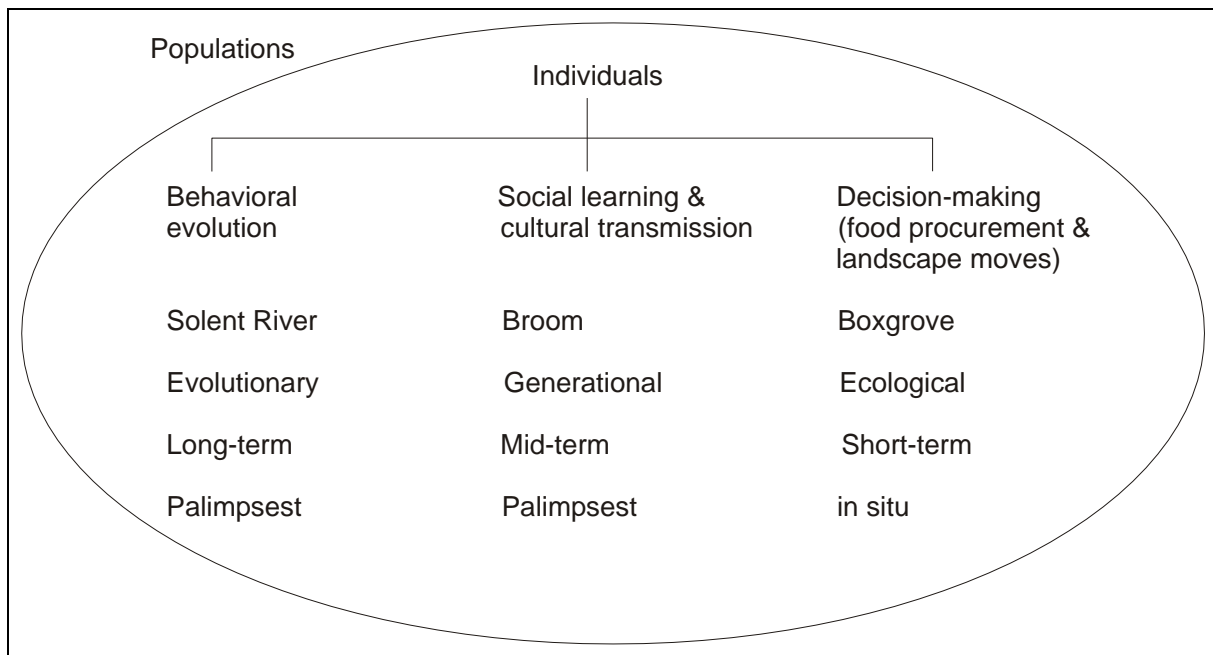 Populations
Individuals
Behavioral
evolution
Social learning &
cultural transmission
Decision-making
(food procurement &
landscape moves)
Solent River
Broom
Boxgrove
Evolutionary
Generational
Ecological
Long-term
Mid-term
Short-term
Palimpsest
Palimpsest
in situ